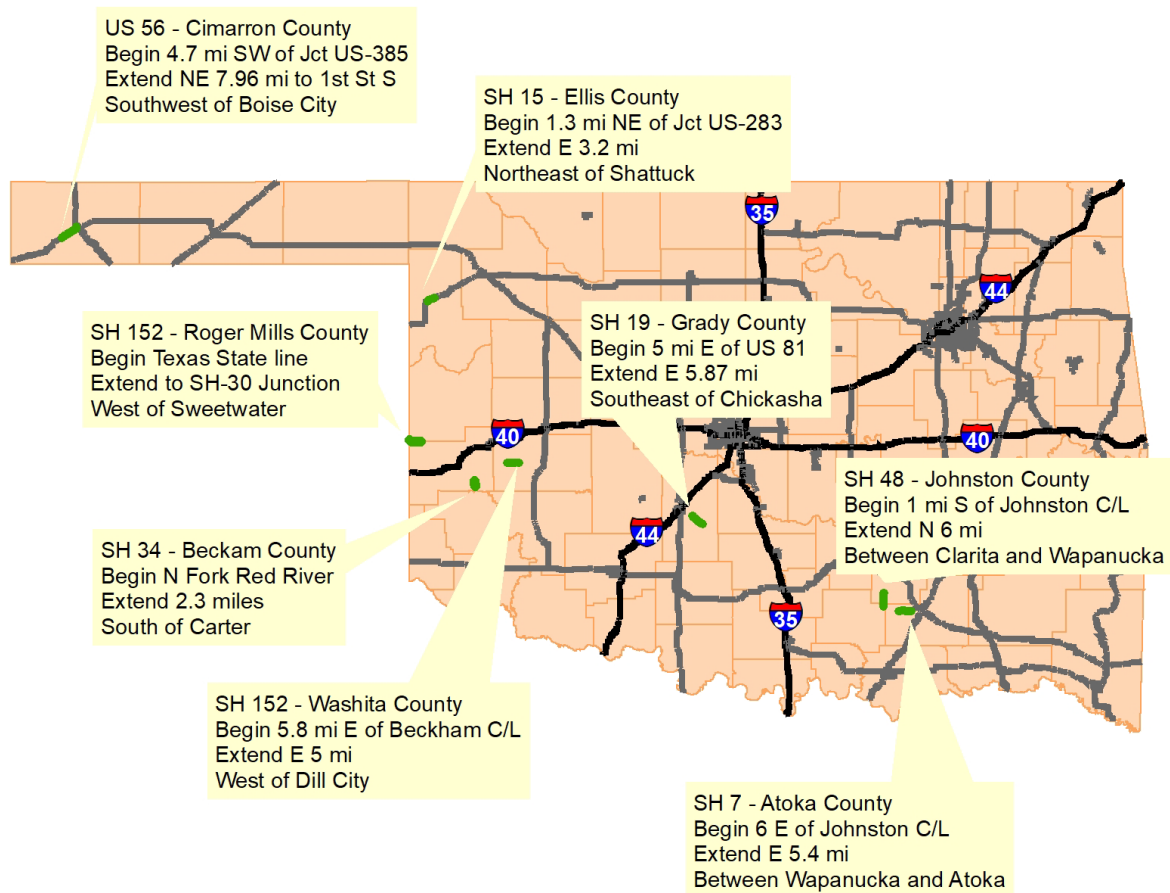 US 56 - Cimarron County
Begin 4.7 mi SW of Jct US-385
Extend NE 7.96 mi to 1st St S
Southwest of Boise City
SH 15 - Ellis County
Begin 1.3 mi NE of Jct US-283
Extend E 3.2 mi
Northeast of Shattuck
35
44
SH 152 - Roger Mills County
Begin Texas State line
Extend to SH-30 Junction
West of Sweetwater
SH 19 - Grady County
Begin 5 mi E of US 81
Extend E 5.87 mi
Southeast of Chickasha
40
40
SH 48 - Johnston County
Begin 1 mi S of Johnston C/L
Extend N 6 mi
Between Clarita and Wapanucka
44
SH 34 - Beckam County
Begin N Fork Red River
Extend 2.3 miles
South of Carter
35
SH 152 - Washita County
Begin 5.8 mi E of Beckham C/L
Extend E 5 mi
West of Dill City
SH 7 - Atoka County
Begin 6 E of Johnston C/L
Extend E 5.4 mi
Between Wapanucka and Atoka